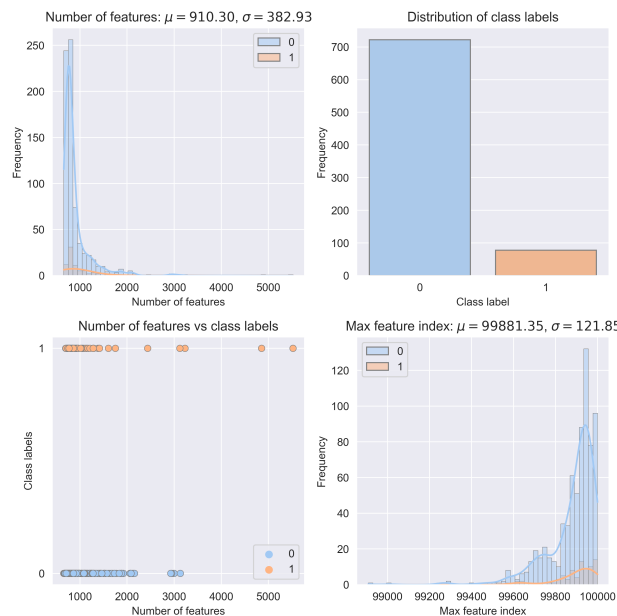 Number of features: μ = 910.30, σ = 382.93
0
1
250
200
150
100
50
0
Frequency
1000 2000 3000 4000 5000
Number of features
Distribution of class labels
700
600
500
400
300
200
100
0
Frequency
0 1
Class label
Number of features vs class labels
1
0
Class labels
0
1
1000 2000 3000 4000 5000
Number of features
Max feature index: μ = 99881.35, σ = 121.85
0
1
120
100
80
60
40
20
0
Frequency
99000 99200 99400 99600 99800 100000
Max feature index